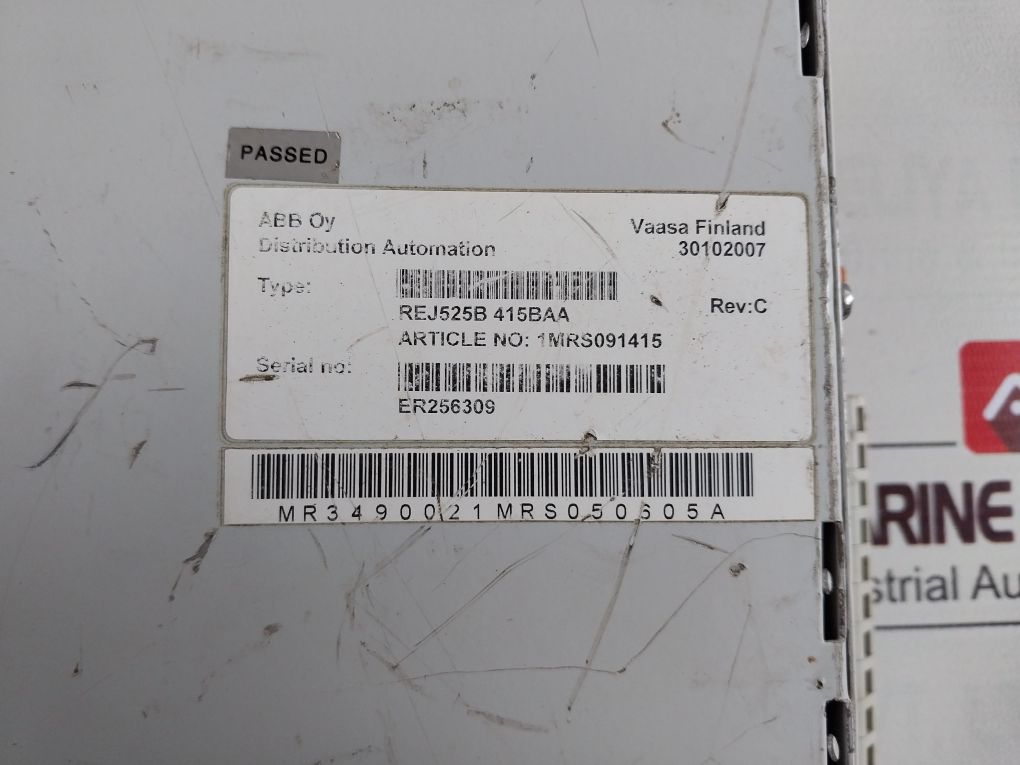 PASSED
ABB Oy
Distribution Automation
Vaasa Finland
30102007
Type:
REJ525B 415BAA
Rev:C
ARTICLE NO: 1MRS091415
Serial no:
ER256309
MR3490021MRS050605A
ARINE
strial Au